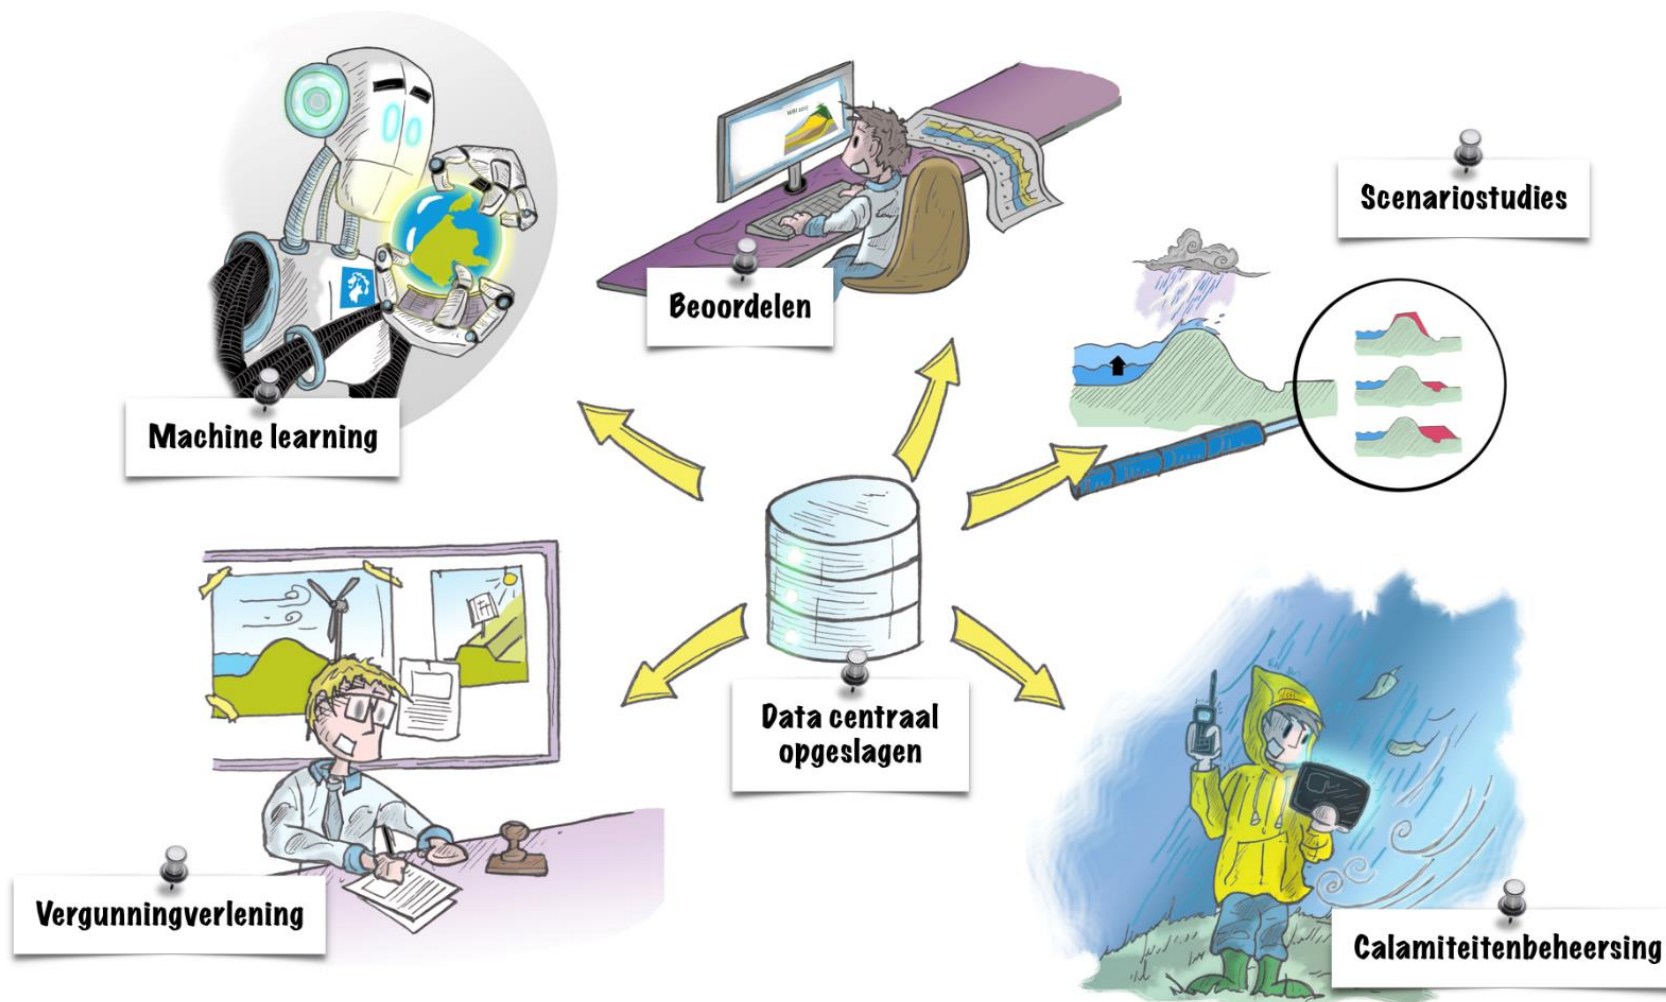 Machine learning
Beoordelen
Scenariostudies
Data centraal
opgeslagen
Vergunningverlening
Calamiteitenbeheersing